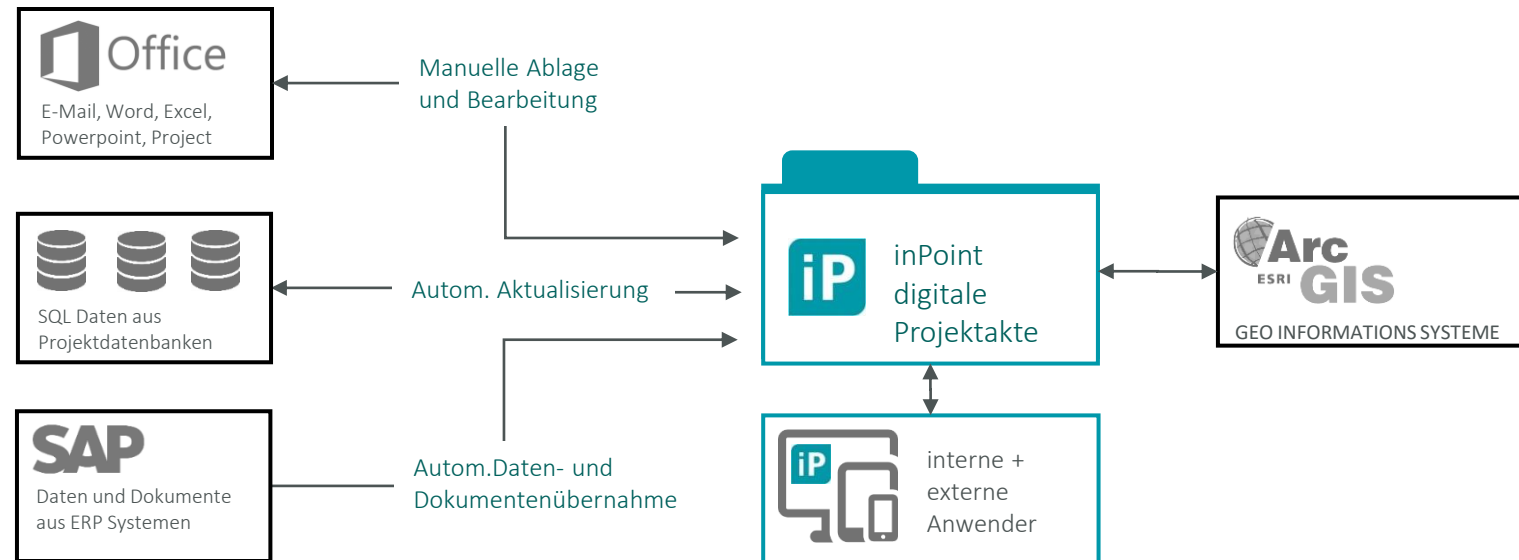 Office
E-Mail, Word, Excel,
Powerpoint, Project
Manuelle Ablage
und Bearbeitung
SQL Daten aus
Projektdatenbanken
Autom. Aktualisierung
SAP
Daten und Dokumente
aus ERP Systemen
Autom.Daten- und
Dokumentenübernahme
iP
inPoint
digitale
Projektakte
iP
interne +
externe
Anwender
Arc
ESRI GIS
GEO INFORMATIONS SYSTEME